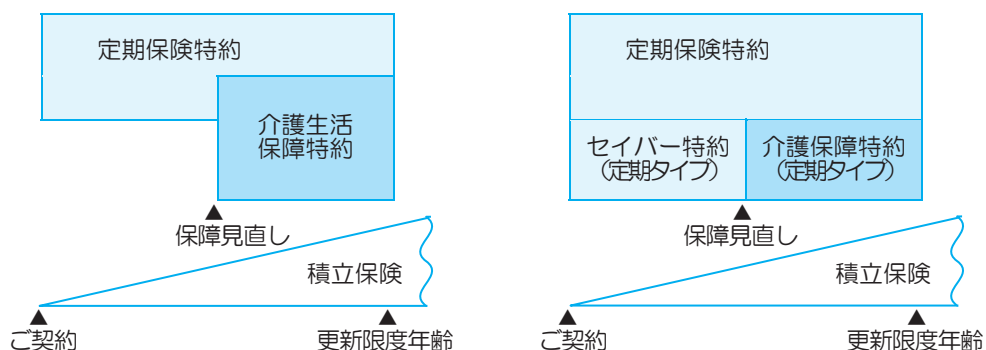 定期保険特約
介護生活
保障特約
▲
保障見直し
積立保険
▲
ご契約
▲
更新限度年齢
定期保険特約
セイバー特約
（定期タイプ）
介護保障特約
（定期タイプ）
▲
保障見直し
積立保険
▲
ご契約
▲
更新限度年齢